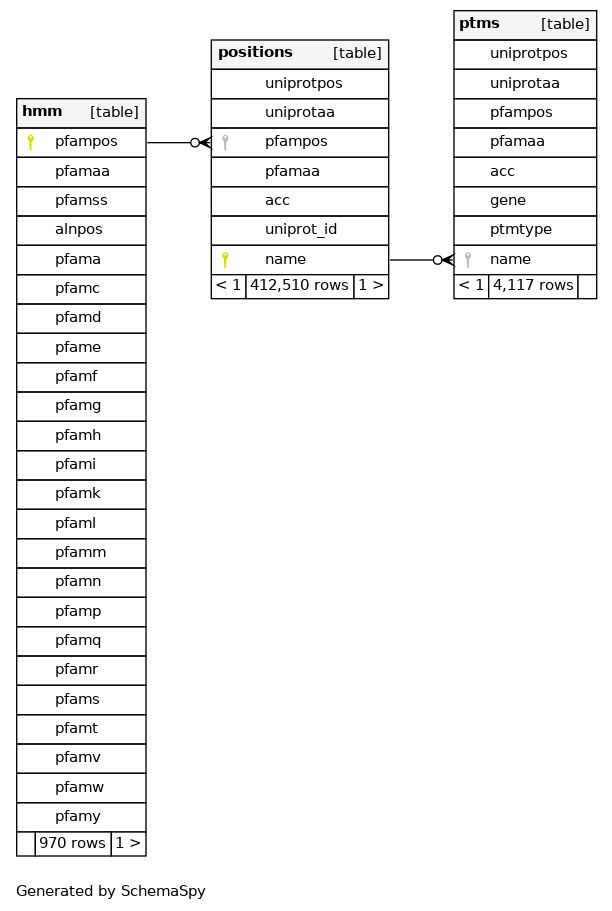 hmm [table]
pfampos
pfamaa
pfamss
alnpos
pfama
pfamc
pfamd
pfame
pfamf
pfamg
pfamh
pfami
pfamk
pfaml
pfamm
pfamn
pfamp
pfamq
pfamr
pfams
pfamt
pfamv
pfamw
pfamy
970 rows 1 >
positions [table]
uniprotpos
uniprotaa
pfampos
pfamaa
acc
uniprot_id
name
< 1 412,510 rows 1 >
ptms [table]
uniprotpos
uniprotaa
pfampos
pfamaa
acc
gene
ptmtype
name
< 1 4,117 rows
Generated by SchemaSpy